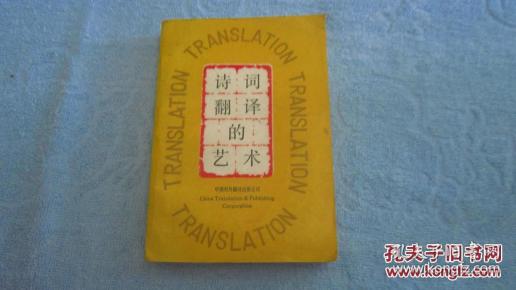 TRANSLATION
TRANSLATION
TRANSLATION
TRANSLATION
诗词
翻译
的
艺术
中国对外翻译出版公司
China Translation & Publishing
Corporation
孔夫子旧书网
kongfz.com